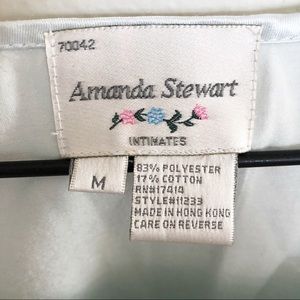 70042
Amanda Stewart
INTIMATES
M
83% POLYESTER
17% COTTON
RN#17414
STYLE#11233
MADE IN HONG KONG
CARE ON REVERSE